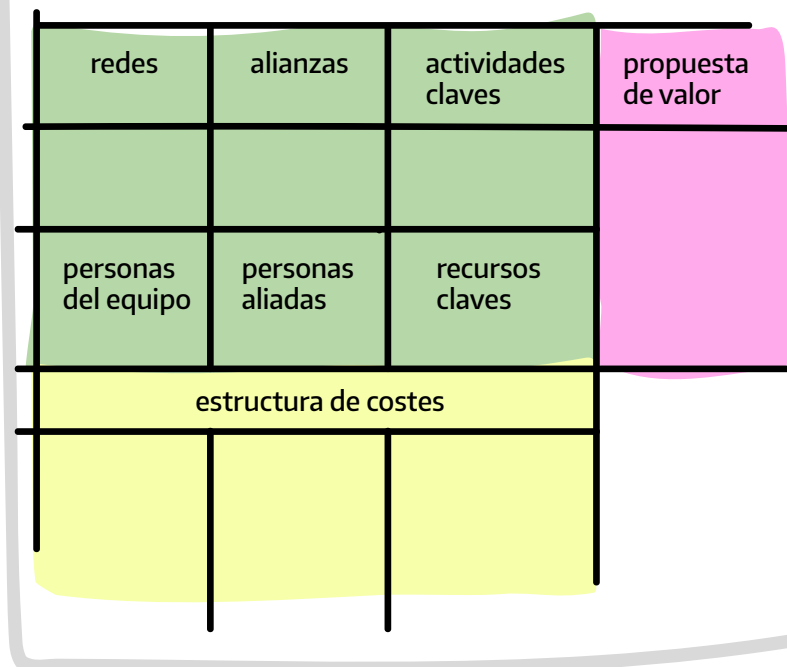 redes
alianzas
actividades
claves
propuesta
de valor
personas
del equipo
personas
aliadas
recursos
claves
estructura de costes